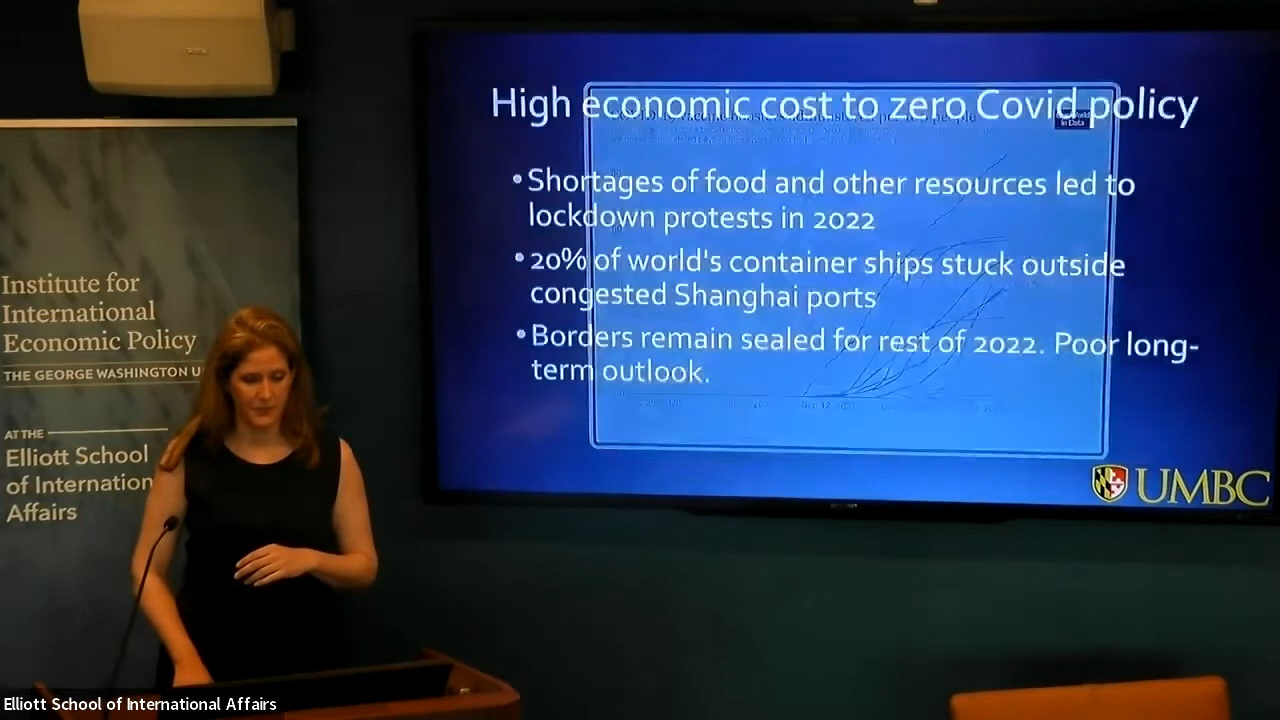 High economic cost to zero Covid policy
•Shortages of food and other resources led to
lockdown protests in 2022
•20% of world's container ships stuck outside
congested Shanghai ports
•Borders remain sealed for rest of 2022. Poor long-
term outlook.
UMBC
Institute for
International
Economic Policy
THE GEORGE WASHINGTON U
AT THE
Elliott School
of Internation
Affairs
Elliott School of International Affairs